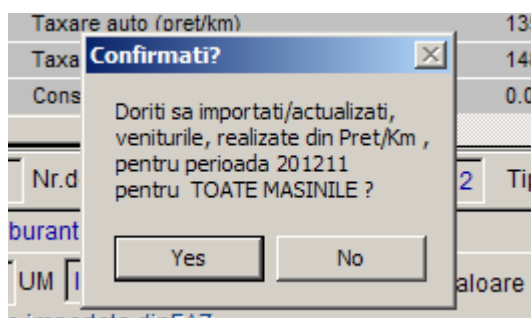 Taxare auto (pret/km)
Confirmati?
Doriti sa importati/actualizati,
veniturile, realizate din Pret/Km ,
pentru perioada 201211
pentru TOATE MASINILE ?
Nr.d
2
Yes
No
UM